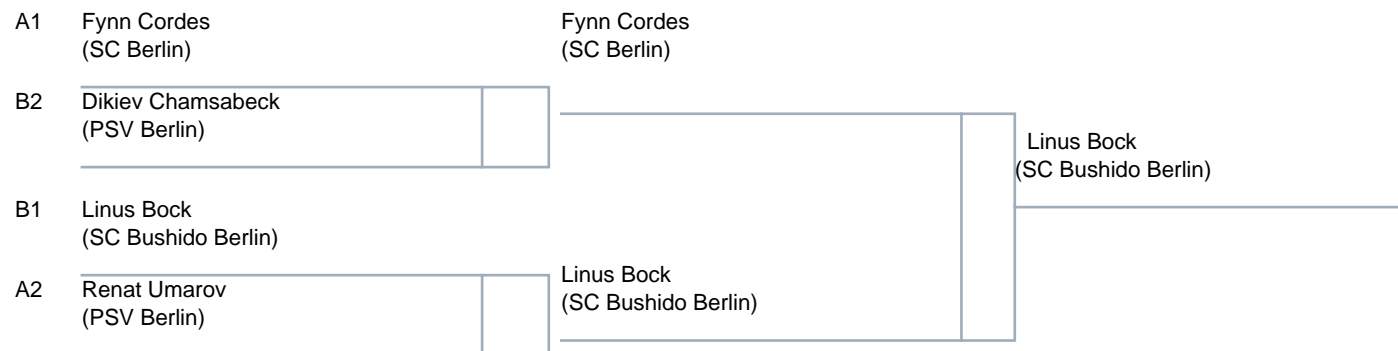 A1 Fynn Cordes
(SC Berlin)
Fynn Cordes
(SC Berlin)
B2 Dikiev Chamsabeck
(PSV Berlin)
Linus Bock
(SC Bushido Berlin)
B1 Linus Bock
(SC Bushido Berlin)
Linus Bock
(SC Bushido Berlin)
A2 Renat Umarov
(PSV Berlin)